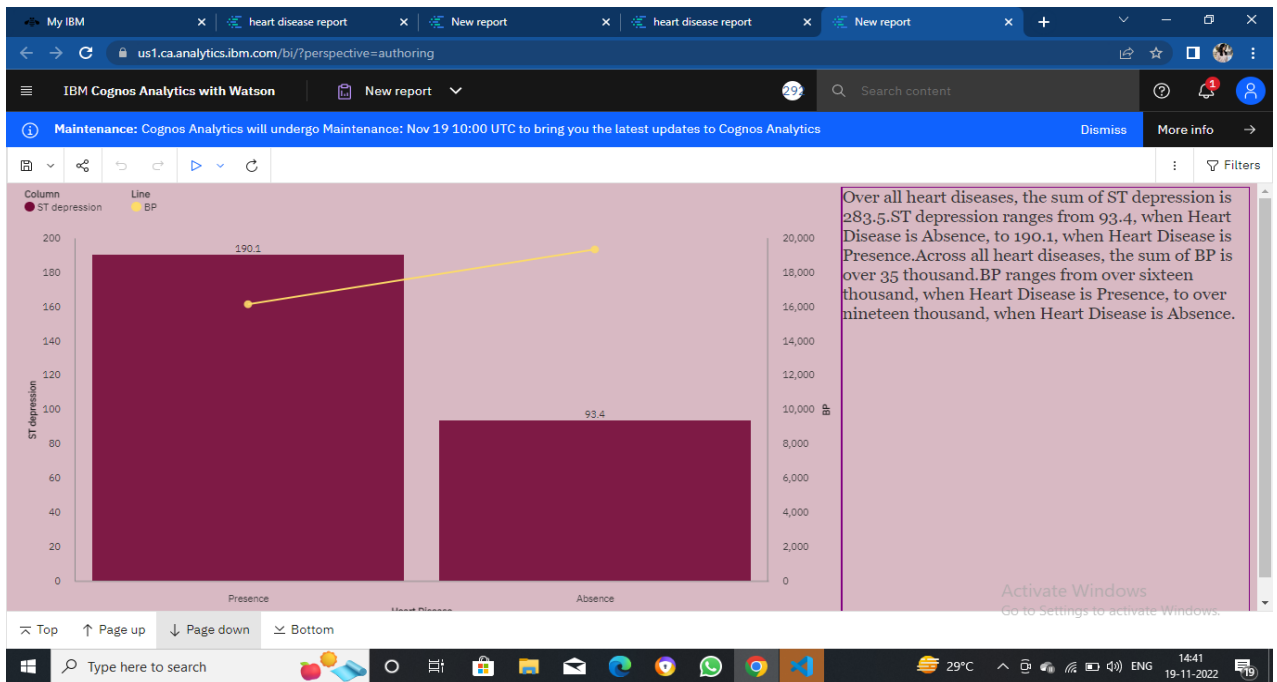 My IBM
heart disease report
New report
heart disease report
New report
us1.ca.analytics.ibm.com/bi/?perspective=authoring
IBM Cognos Analytics with Watson
New report
292
Search content
1
Maintenance: Cognos Analytics will undergo Maintenance: Nov 19 10:00 UTC to bring you the latest updates to Cognos Analytics
Dismiss
More info
Filters
Column
Line
ST depression
BP
200
180
160
140
120
100
80
60
40
20
0
ST depression
190.1
93.4
20,000
18,000
16,000
14,000
12,000
10,000
8,000
6,000
4,000
2,000
0
BP
Presence
Absence
Heart Disease
Over all heart diseases, the sum of ST depression is
283.5.ST depression ranges from 93.4, when Heart
Disease is Absence, to 190.1, when Heart Disease is
Presence.Across all heart diseases, the sum of BP is
over 35 thousand.BP ranges from over sixteen
thousand, when Heart Disease is Presence, to over
nineteen thousand, when Heart Disease is Absence.
Activate Windows
Go to Settings to activate Windows.
Top
Page up
Page down
Bottom
Type here to search
29°C
ENG
14:41
19-11-2022
19